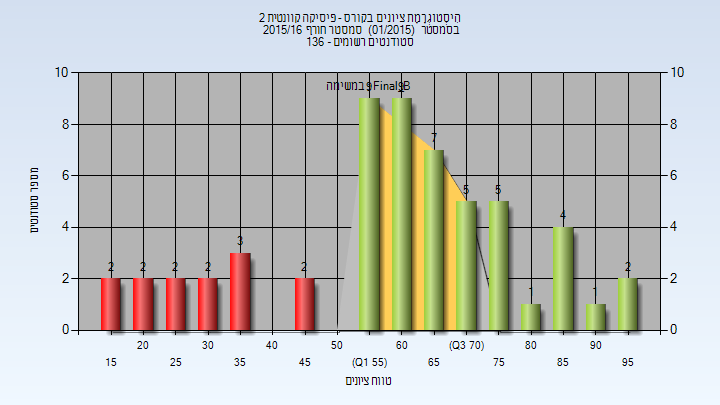 היסטוגרמת ציונים בקורס - פיסיקה קוונטית 2
בסמסטר (01/2015) סמסטר חורף 2015/16
136 - סטודנטים רשומים
במשימה Final_B
10 10
8 8
6 6
4 4
2 2
0 0
2 2 2 2 3 2 9 9 7 5 5 1 4 1 2
מספר סטודנטים
20 30 40 50 60 (Q3 70) 80 90
15 25 35 45 (Q1 55) 65 75 85 95
טווח ציונים